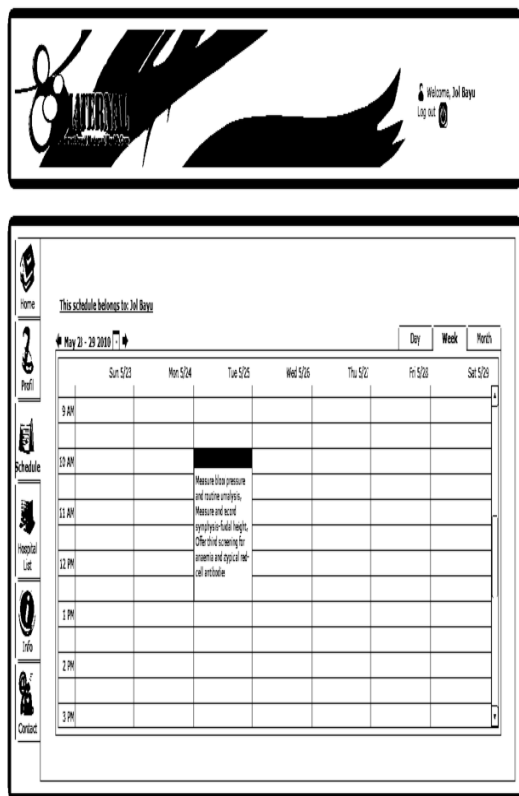 Welcome, Jol Bayu
Log out
Home
Profil
Schedule
Hospital
List
Info
Contact
This schedule belongs to: Jol Bayu
May 23 - 29 2010
Day Week Month
Sun 5/23 Mon 5/24 Tue 5/25 Wed 5/26 Thu 5/27 Fri 5/28 Sat 5/29
9 AM
10 AM
11 AM
12 PM
1 PM
2 PM
3 PM
Measure bloor pressure
and routine urnalysis,
Measure and record
symphysis-fudal height,
Offer third screening for
anaemia and atypical red-
cell antibodies